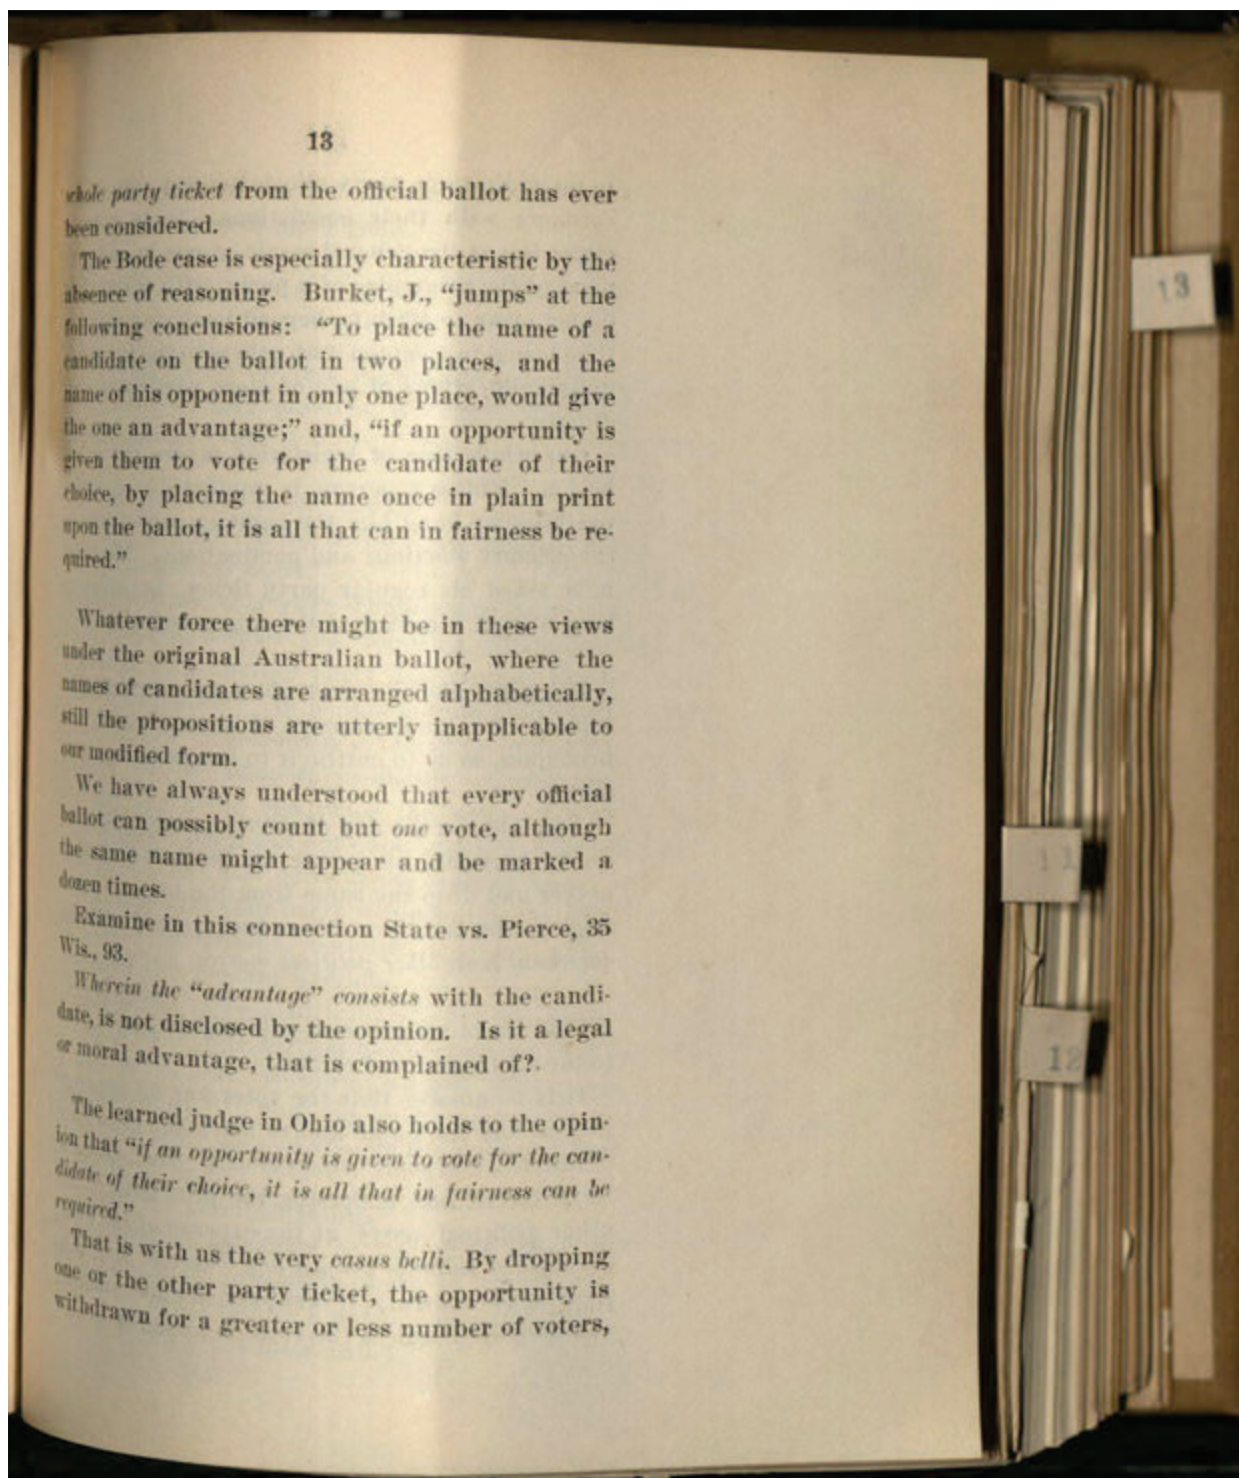 13
whole party ticket from the official ballot has ever
been considered.
The Bode case is especially characteristic by the
absence of reasoning. Burket, J., “jumps” at the
following conclusions: “To place the name of a
candidate on the ballot in two places, and the
name of his opponent in only one place, would give
the one an advantage;” and, “if an opportunity is
given them to vote for the candidate of their
choice, by placing the name once in plain print
upon the ballot, it is all that can in fairness be re-
quired.”
Whatever force there might be in these views
under the original Australian ballot, where the
names of candidates are arranged alphabetically,
still the propositions are utterly inapplicable to
our modified form.
We have always understood that every official
ballot can possibly count but one vote, although
the same name might appear and be marked a
dozen times.
Examine in this connection State vs. Pierce, 35
Wis., 93.
Wherein the “advantage” consists with the candi-
date, is not disclosed by the opinion. Is it a legal
or moral advantage, that is complained of?
The learned judge in Ohio also holds to the opin-
ion that “if an opportunity is given to vote for the can-
didate of their choice, it is all that in fairness can be
required.”
That is with us the very casus belli. By dropping
one or the other party ticket, the opportunity is
withdrawn for a greater or less number of voters,
13
11
12